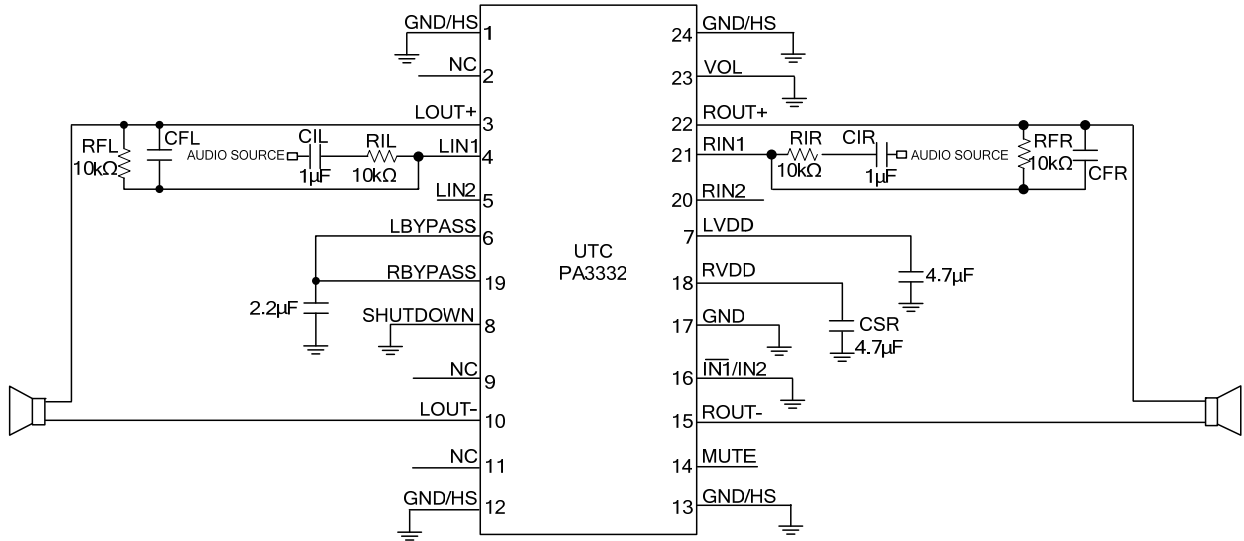 GND/HS
1
NC
2
LOUT+
3
RFL
10kΩ
CFL
AUDIO SOURCE
CIL
1µF
RIL
10kΩ
LIN1
4
LIN2
5
LBYPASS
6
RBYPASS
19
2.2µF
SHUTDOWN
8
NC
9
LOUT-
10
NC
11
GND/HS
12
UTC
PA3332
24
GND/HS
23
VOL
22
ROUT+
21
RIN1
RIR
10kΩ
CIR
1µF
AUDIO SOURCE
RFR
10kΩ
CFR
20
RIN2
7
LVDD
4.7µF
18
RVDD
CSR
4.7µF
17
GND
16
IN1/IN2
15
ROUT-
14
MUTE
13
GND/HS